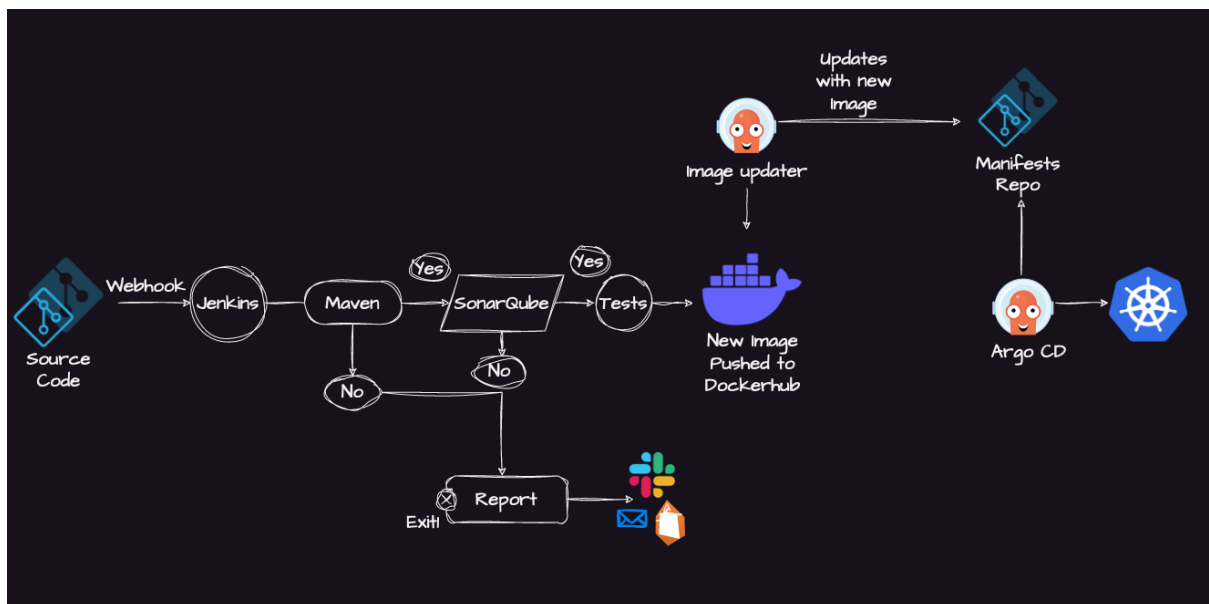 Updates
with new
Image
Image updater
Manifests
Repo
Webhook
Yes
Yes
Jenkins
Maven
SonarQube
Tests
Source
Code
No
No
New Image
Pushed to
Dockerhub
Argo CD
Report
Exit!